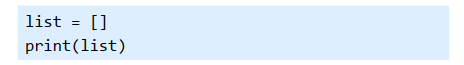 list = []
print(list)